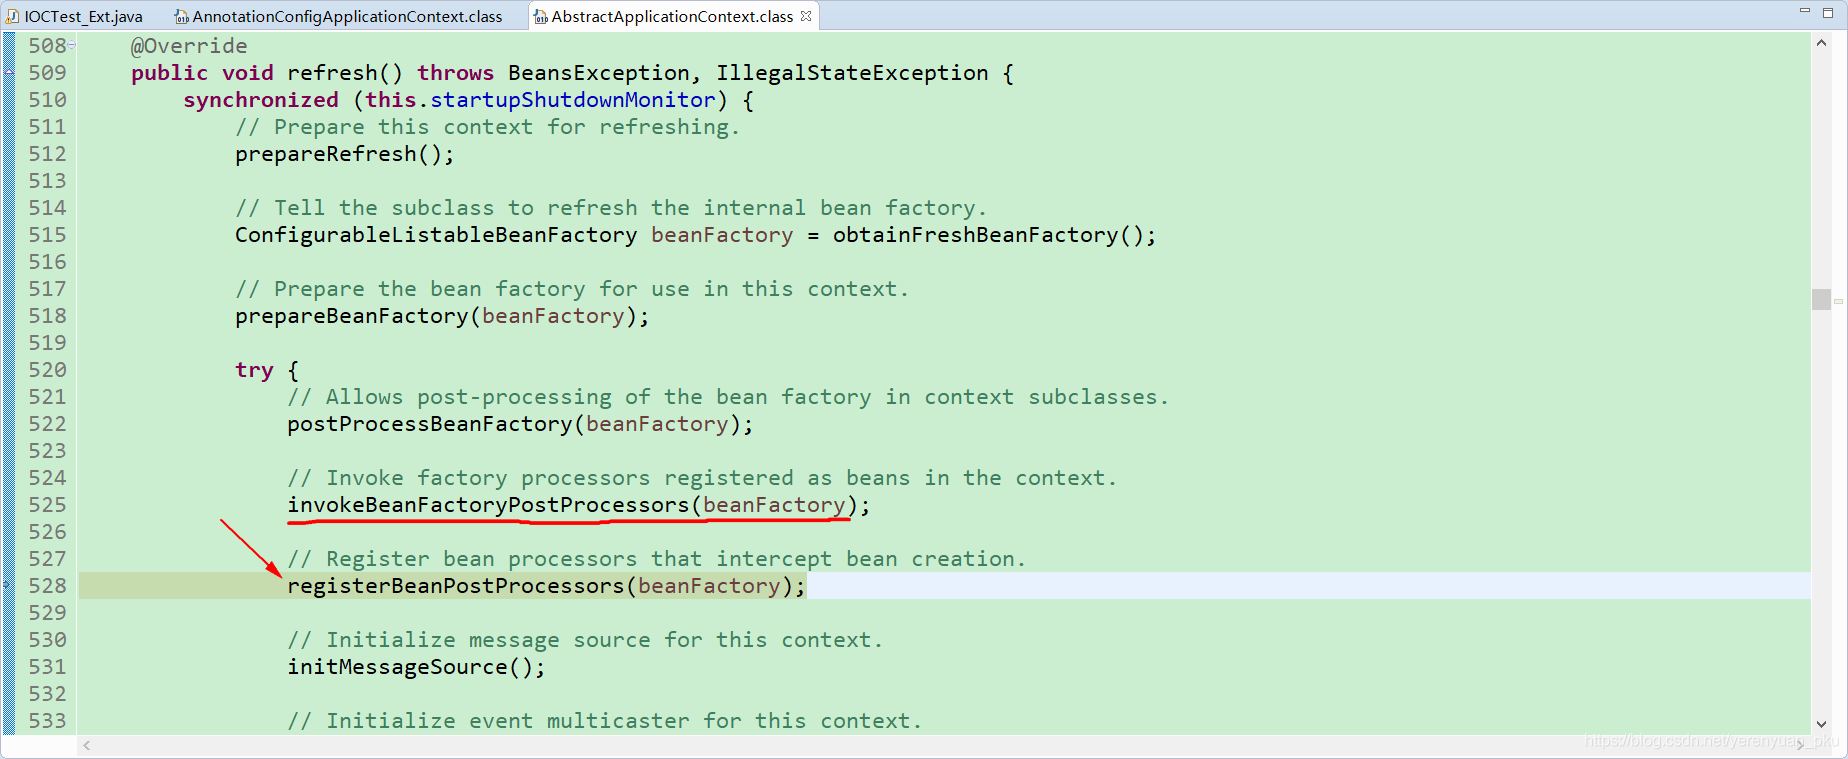 IOCTest_Ext.java AnnotationConfigApplicationContext.class AbstractApplicationContext.class
508 @Override
509 public void refresh() throws BeansException, IllegalStateException {
510 synchronized (this.startupShutdownMonitor) {
511 // Prepare this context for refreshing.
512 prepareRefresh();
513
514 // Tell the subclass to refresh the internal bean factory.
515 ConfigurableListableBeanFactory beanFactory = obtainFreshBeanFactory();
516
517 // Prepare the bean factory for use in this context.
518 prepareBeanFactory(beanFactory);
519
520 try {
521 // Allows post-processing of the bean factory in context subclasses.
522 postProcessBeanFactory(beanFactory);
523
524 // Invoke factory processors registered as beans in the context.
525 invokeBeanFactoryPostProcessors(beanFactory);
526
527 // Register bean processors that intercept bean creation.
528 registerBeanPostProcessors(beanFactory);
529
530 // Initialize message source for this context.
531 initMessageSource();
532
533 // Initialize event multicaster for this context.
https://blog.csdn.net/yerenyuan_pku